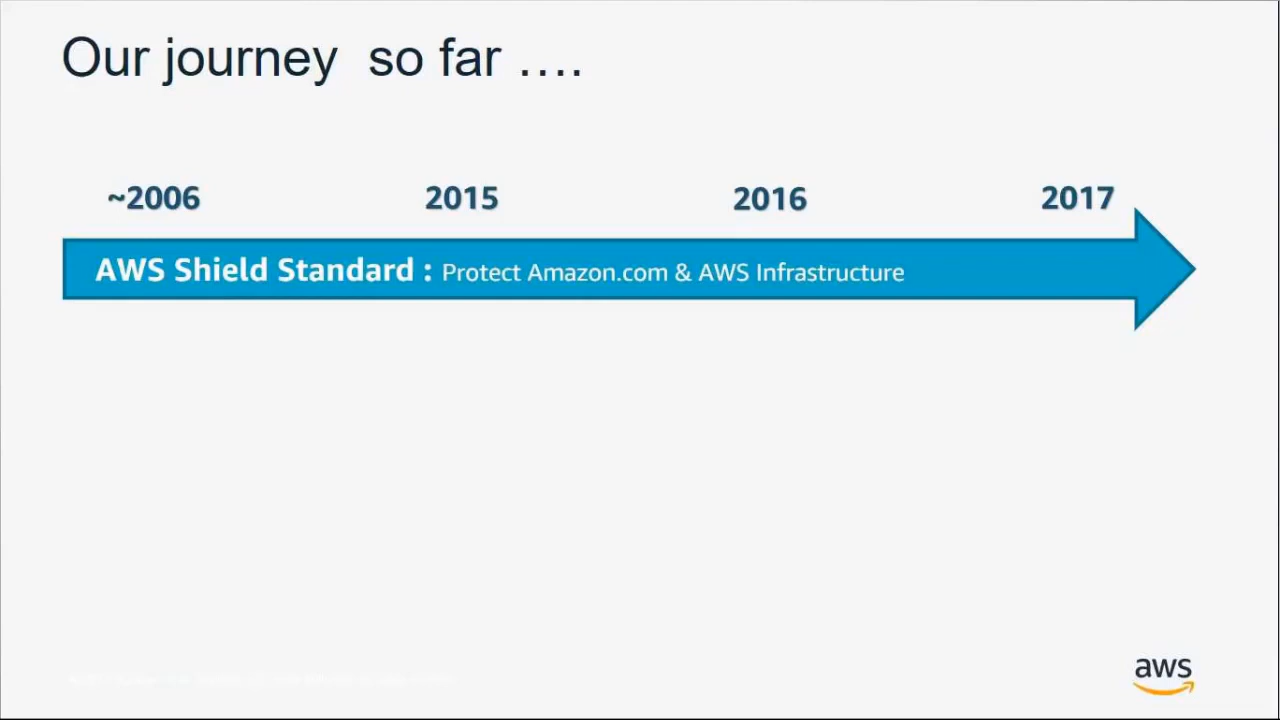 Our journey  so far ....
~2006 2015 2016 2017
AWS Shield Standard : Protect Amazon.com & AWS Infrastructure
aws